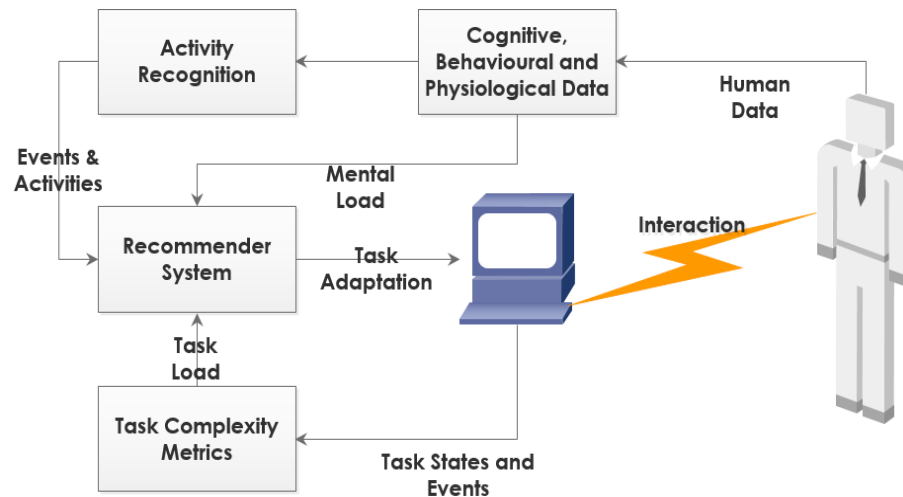 Activity
Recognition
Cognitive,
Behavioural and
Physiological Data
Human
Data
Events &
Activities
Mental
Load
Recommender
System
Task
Adaptation
Interaction
Task
Load
Task Complexity
Metrics
Task States and
Events